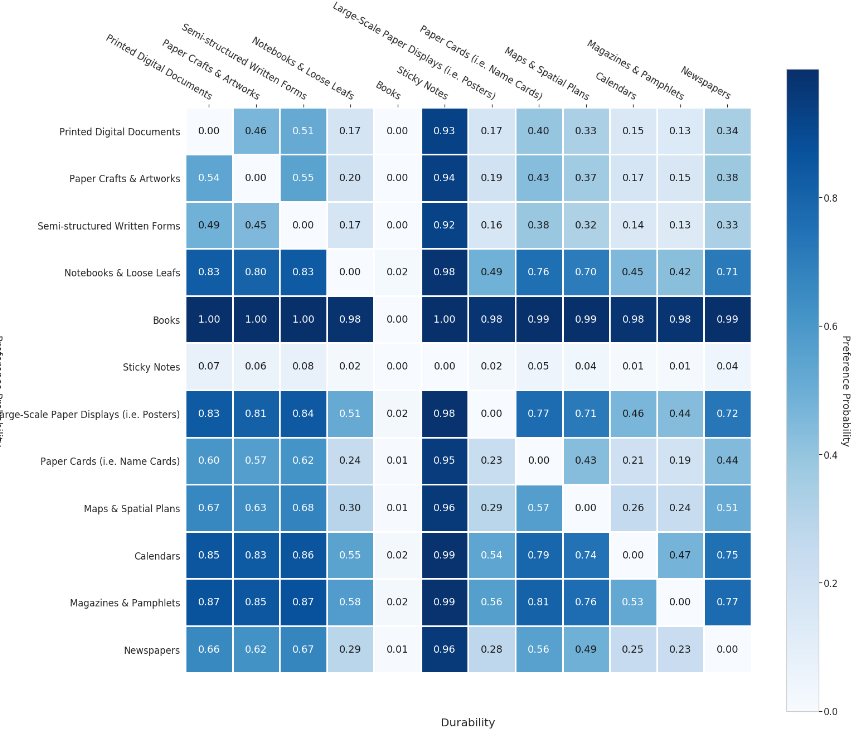 Printed Digital Documents
Paper Crafts & Artworks
Semi-structured Written Forms
Notebooks & Loose Leafs
Books
Sticky Notes
Large-Scale Paper Displays (i.e. Posters)
Paper Cards (i.e. Name Cards)
Maps & Spatial Plans
Calendars
Magazines & Pamphlets
Newspapers
Printed Digital Documents 0.00 0.46 0.51 0.17 0.00 0.93 0.17 0.40 0.33 0.15 0.13 0.34
Paper Crafts & Artworks 0.54 0.00 0.55 0.20 0.00 0.94 0.19 0.43 0.37 0.17 0.15 0.38
Semi-structured Written Forms 0.49 0.45 0.00 0.17 0.00 0.92 0.16 0.38 0.32 0.14 0.13 0.33
Notebooks & Loose Leafs 0.83 0.80 0.83 0.00 0.02 0.98 0.49 0.76 0.70 0.45 0.42 0.71
Books 1.00 1.00 1.00 0.98 0.00 1.00 0.98 0.99 0.99 0.98 0.98 0.99
Sticky Notes 0.07 0.06 0.08 0.02 0.00 0.00 0.02 0.05 0.04 0.01 0.01 0.04
arge-Scale Paper Displays (i.e. Posters) 0.83 0.81 0.84 0.51 0.02 0.98 0.00 0.77 0.71 0.46 0.44 0.72
Paper Cards (i.e. Name Cards) 0.60 0.57 0.62 0.24 0.01 0.95 0.23 0.00 0.43 0.21 0.19 0.44
Maps & Spatial Plans 0.67 0.63 0.68 0.30 0.01 0.96 0.29 0.57 0.00 0.26 0.24 0.51
Calendars 0.85 0.83 0.86 0.55 0.02 0.99 0.54 0.79 0.74 0.00 0.47 0.75
Magazines & Pamphlets 0.87 0.85 0.87 0.58 0.02 0.99 0.56 0.81 0.76 0.53 0.00 0.77
Newspapers 0.66 0.62 0.67 0.29 0.01 0.96 0.28 0.56 0.49 0.25 0.23 0.00
Durability
0.8
0.6
0.4
0.2
0.0
Preference Probability